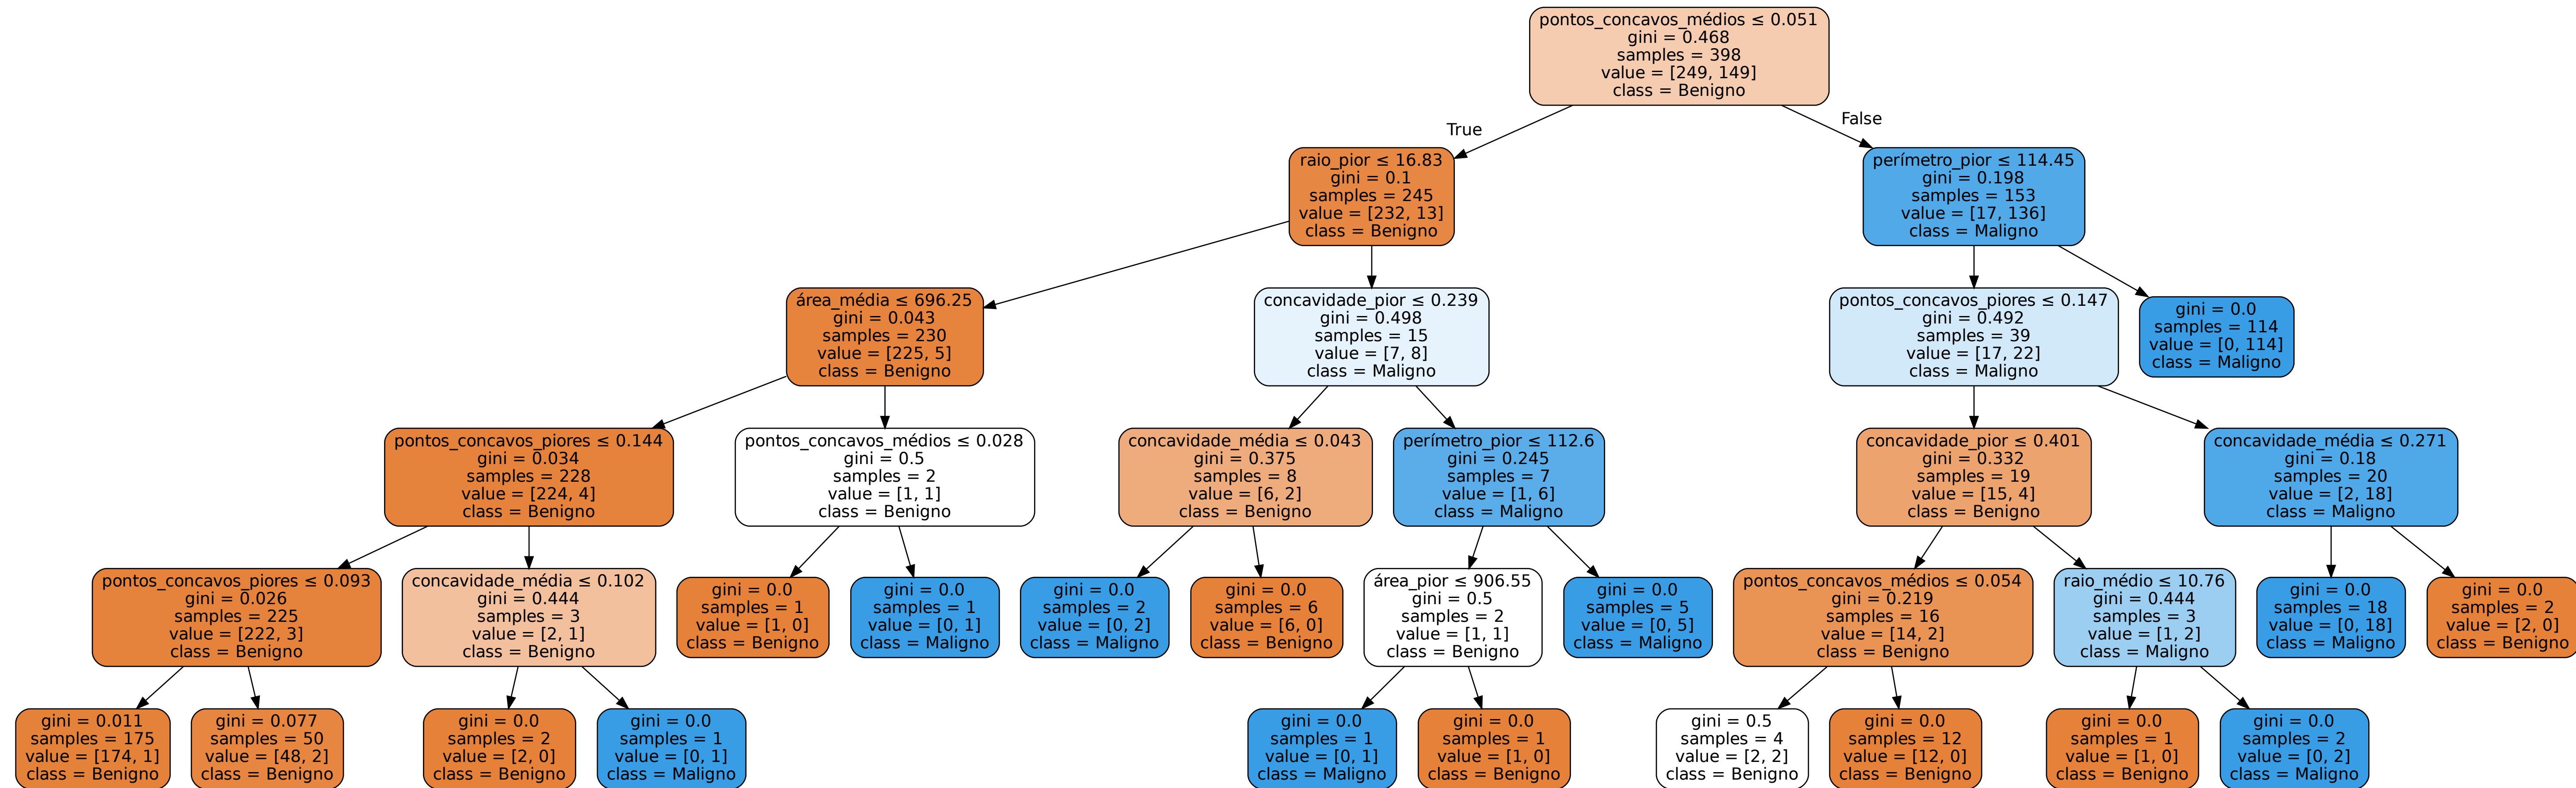 pontos_concavos_médios ≤ 0.051
gini = 0.468
samples = 398
value = [249, 149]
class = Benigno
True
False
raio_pior ≤ 16.83
gini = 0.1
samples = 245
value = [232, 13]
class = Benigno
perímetro_pior ≤ 114.45
gini = 0.198
samples = 153
value = [17, 136]
class = Maligno
área_média ≤ 696.25
gini = 0.043
samples = 230
value = [225, 5]
class = Benigno
concavidade_pior ≤ 0.239
gini = 0.498
samples = 15
value = [7, 8]
class = Maligno
pontos_concavos_piores ≤ 0.147
gini = 0.492
samples = 39
value = [17, 22]
class = Maligno
gini = 0.0
samples = 114
value = [0, 114]
class = Maligno
pontos_concavos_piores ≤ 0.144
gini = 0.034
samples = 228
value = [224, 4]
class = Benigno
pontos_concavos_médios ≤ 0.028
gini = 0.5
samples = 2
value = [1, 1]
class = Benigno
concavidade_média ≤ 0.043
gini = 0.375
samples = 8
value = [6, 2]
class = Benigno
perímetro_pior ≤ 112.6
gini = 0.245
samples = 7
value = [1, 6]
class = Maligno
concavidade_pior ≤ 0.401
gini = 0.332
samples = 19
value = [15, 4]
class = Benigno
concavidade_média ≤ 0.271
gini = 0.18
samples = 20
value = [2, 18]
class = Maligno
pontos_concavos_piores ≤ 0.093
gini = 0.026
samples = 225
value = [222, 3]
class = Benigno
concavidade_média ≤ 0.102
gini = 0.444
samples = 3
value = [2, 1]
class = Benigno
gini = 0.0
samples = 1
value = [1, 0]
class = Benigno
gini = 0.0
samples = 1
value = [0, 1]
class = Maligno
gini = 0.0
samples = 2
value = [0, 2]
class = Maligno
gini = 0.0
samples = 6
value = [6, 0]
class = Benigno
área_pior ≤ 906.55
gini = 0.5
samples = 2
value = [1, 1]
class = Benigno
gini = 0.0
samples = 5
value = [0, 5]
class = Maligno
pontos_concavos_médios ≤ 0.054
gini = 0.219
samples = 16
value = [14, 2]
class = Benigno
raio_médio ≤ 10.76
gini = 0.444
samples = 3
value = [1, 2]
class = Maligno
gini = 0.0
samples = 18
value = [0, 18]
class = Maligno
gini = 0.0
samples = 2
value = [2, 0]
class = Benigno
gini = 0.011
samples = 175
value = [174, 1]
class = Benigno
gini = 0.077
samples = 50
value = [48, 2]
class = Benigno
gini = 0.0
samples = 2
value = [2, 0]
class = Benigno
gini = 0.0
samples = 1
value = [0, 1]
class = Maligno
gini = 0.0
samples = 1
value = [0, 1]
class = Maligno
gini = 0.0
samples = 1
value = [1, 0]
class = Benigno
gini = 0.5
samples = 4
value = [2, 2]
class = Benigno
gini = 0.0
samples = 12
value = [12, 0]
class = Benigno
gini = 0.0
samples = 1
value = [1, 0]
class = Benigno
gini = 0.0
samples = 2
value = [0, 2]
class = Maligno